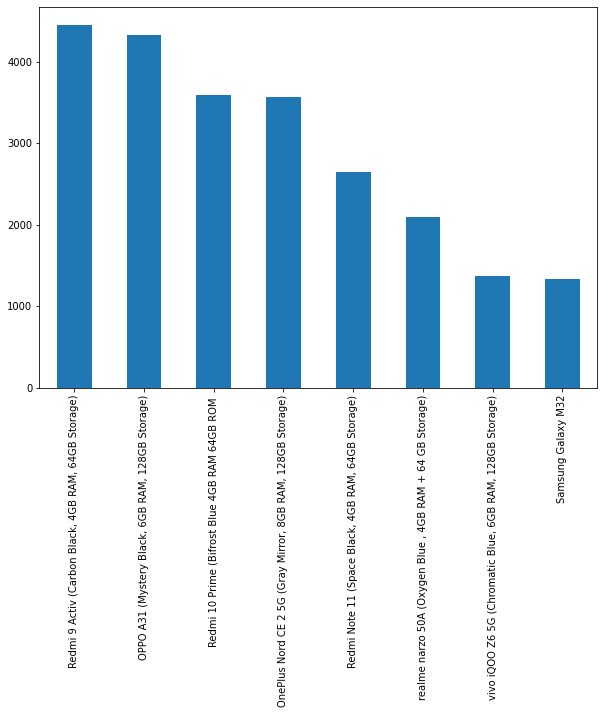 4000
3000
2000
1000
0
Redmi 9 Activ (Carbon Black, 4GB RAM, 64GB Storage)
OPPO A31 (Mystery Black, 6GB RAM, 128GB Storage)
Redmi 10 Prime (Bifrost Blue 4GB RAM 64GB ROM
OnePlus Nord CE 2 5G (Gray Mirror, 8GB RAM, 128GB Storage)
Redmi Note 11 (Space Black, 4GB RAM, 64GB Storage)
realme narzo 50A (Oxygen Blue , 4GB RAM + 64 GB Storage)
vivo iQOO Z6 5G (Chromatic Blue, 6GB RAM, 128GB Storage)
Samsung Galaxy M32